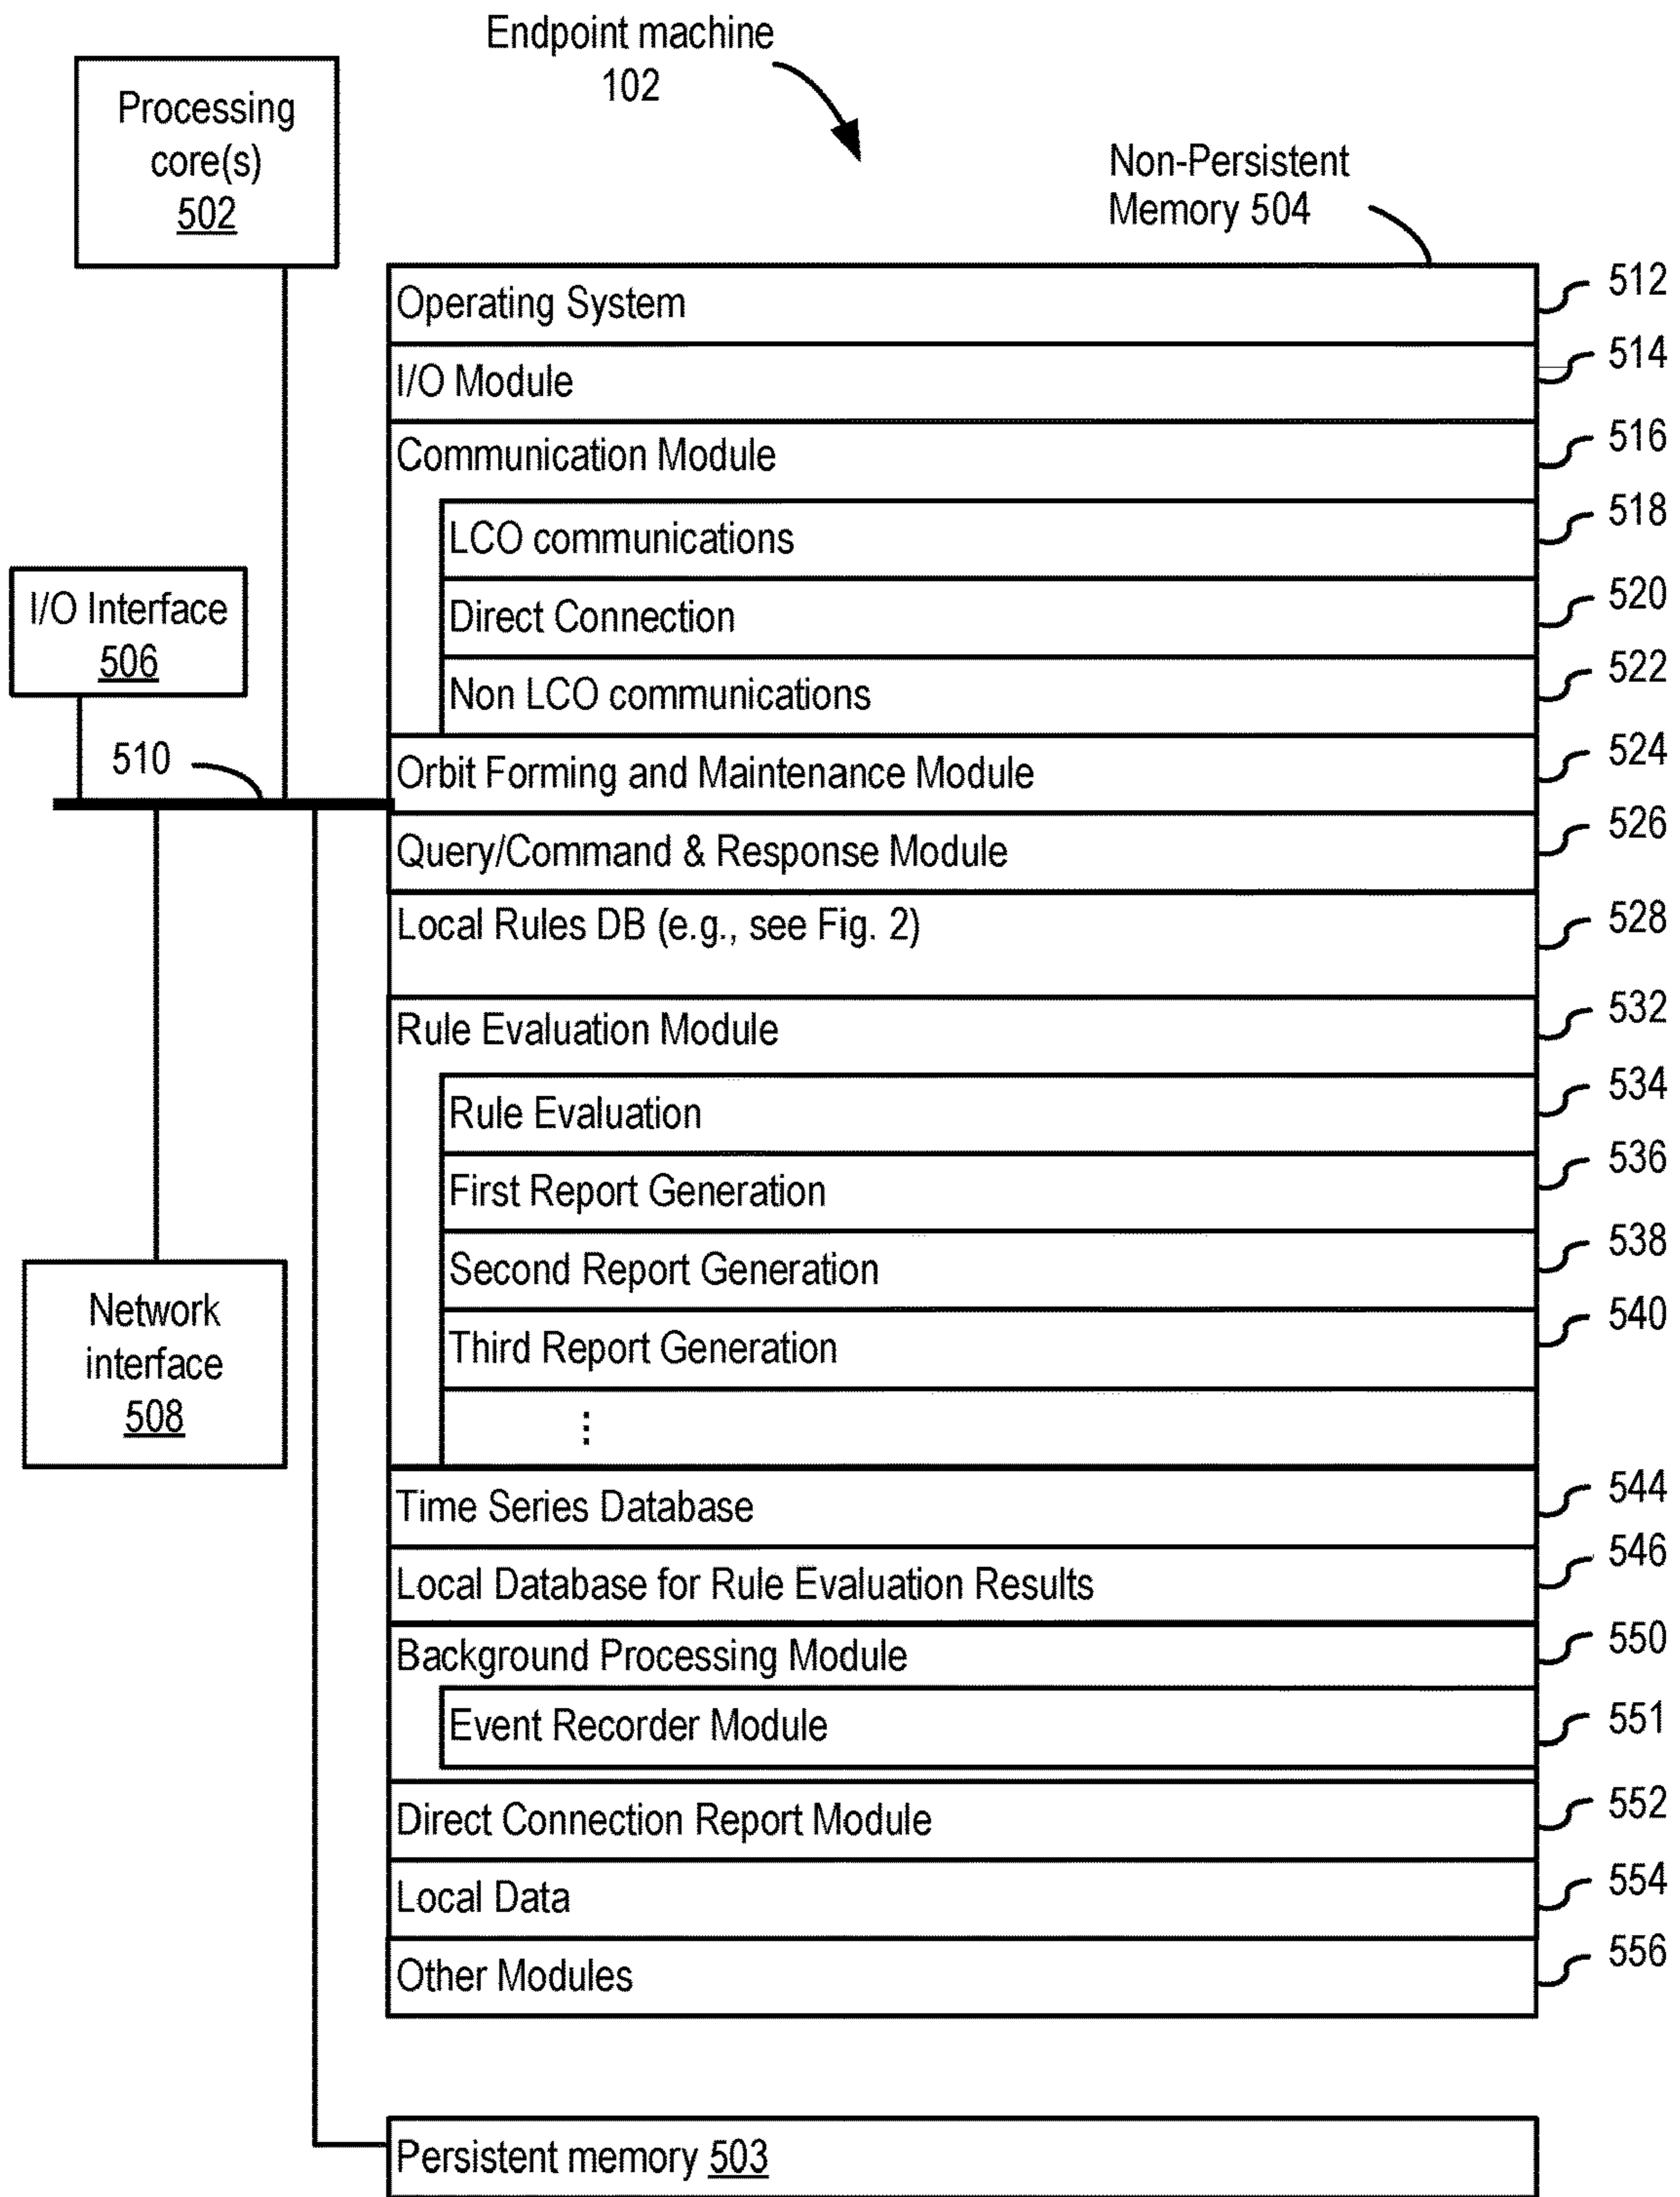 Endpoint machine
102
Processing
core(s)
502
Non-Persistent
Memory 504
Operating System
512
I/O Module
514
Communication Module
516
LCO communications
518
Direct Connection
520
Non LCO communications
522
I/O Interface
506
510
Orbit Forming and Maintenance Module
524
Query/Command & Response Module
526
Local Rules DB (e.g., see Fig. 2)
528
Rule Evaluation Module
532
Rule Evaluation
534
First Report Generation
536
Second Report Generation
538
Third Report Generation
540
⋮
Network
interface
508
Time Series Database
544
Local Database for Rule Evaluation Results
546
Background Processing Module
550
Event Recorder Module
551
Direct Connection Report Module
552
Local Data
554
Other Modules
556
Persistent memory 503